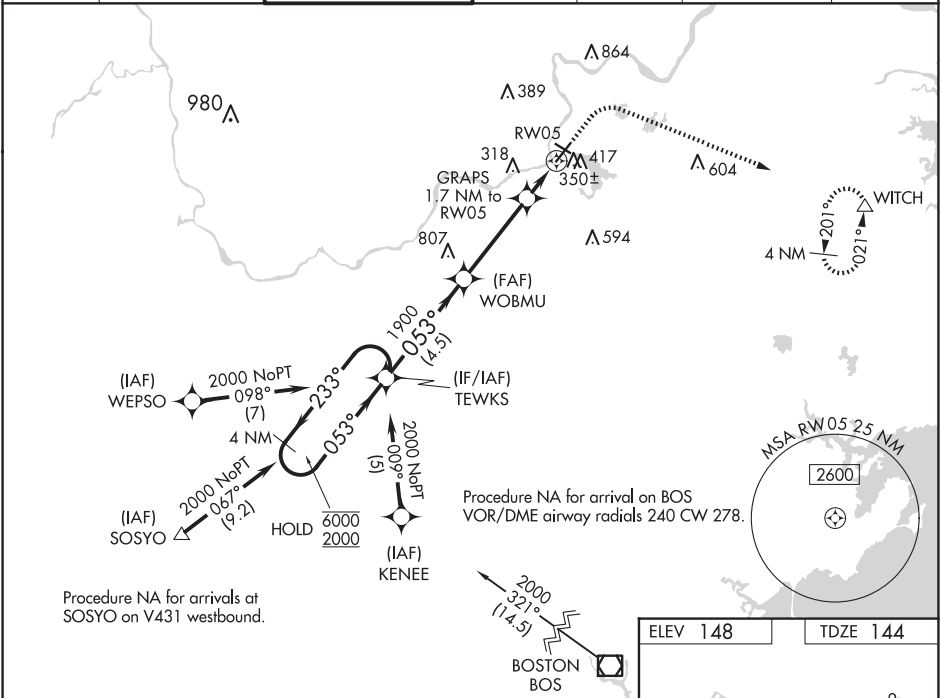 864
980
389
RW05
318
417
350±
604
GRAPS
1.7 NM to
RW05
WITCH
201°
021°
4 NM
807
594
(FAF)
WOBMU
1900
053°
(4.5)
(IAF)
WEPSO
2000 NoPT
098°
(7)
233°
053°
(IF/IAF)
TEWKS
4 NM
2000 NoPT
009°
(5)
2000 NoPT
067°
(9.2)
(IAF)
SOSYO
HOLD
6000
2000
(IAF)
KENEE
MSA RW05 25 NM
2600
Procedure NA for arrival on BOS
VOR/DME airway radials 240 CW 278.
Procedure NA for arrivals at
SOSYO on V431 westbound.
2000
321°
(14.5)
BOSTON
BOS
ELEV 148
TDZE 144